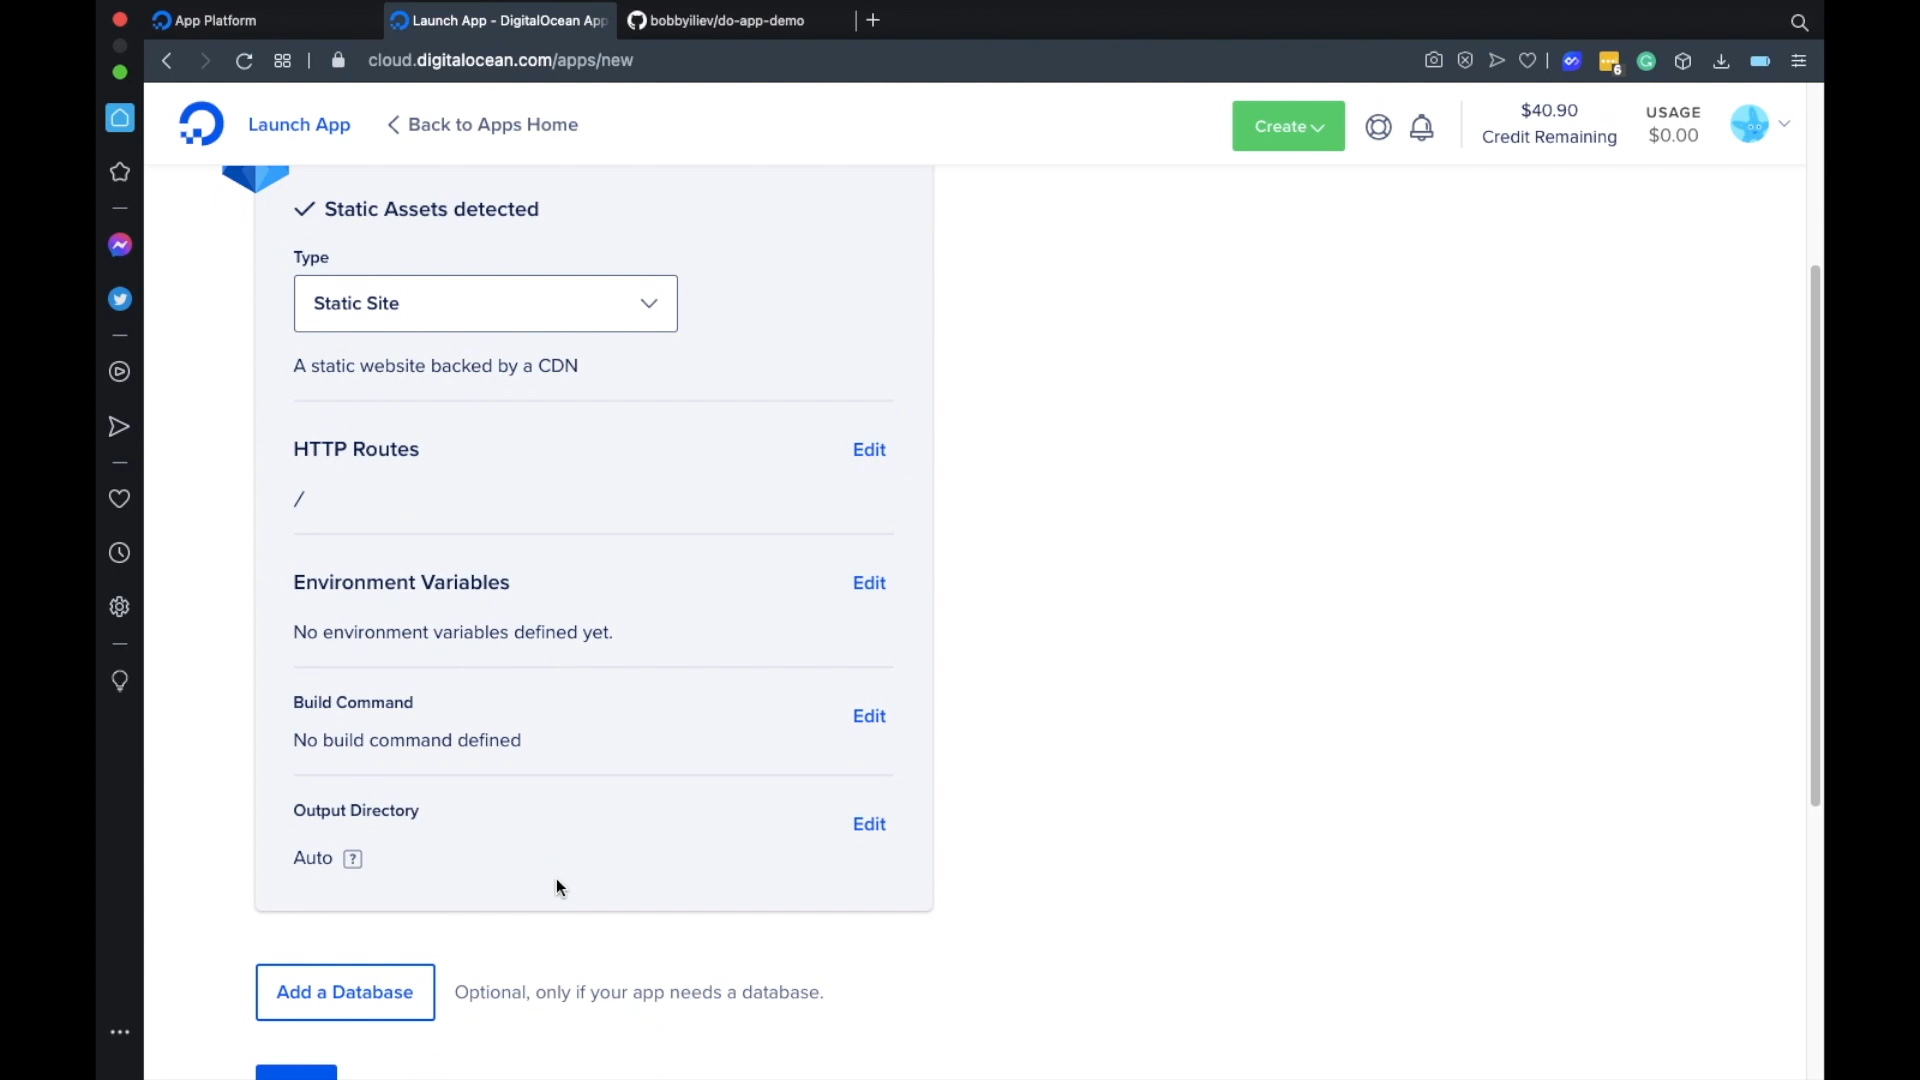 App Platform
Launch App - DigitalOcean App
bobbyiliev/do-app-demo
cloud.digitalocean.com/apps/new
6
Launch App
Back to Apps Home
Create
$40.90
Credit Remaining
USAGE
$0.00
Static Assets detected
Type
Static Site
A static website backed by a CDN
HTTP Routes
Edit
/
Environment Variables
Edit
No environment variables defined yet.
Build Command
Edit
No build command defined
Output Directory
Edit
Auto ?
Add a Database
Optional, only if your app needs a database.